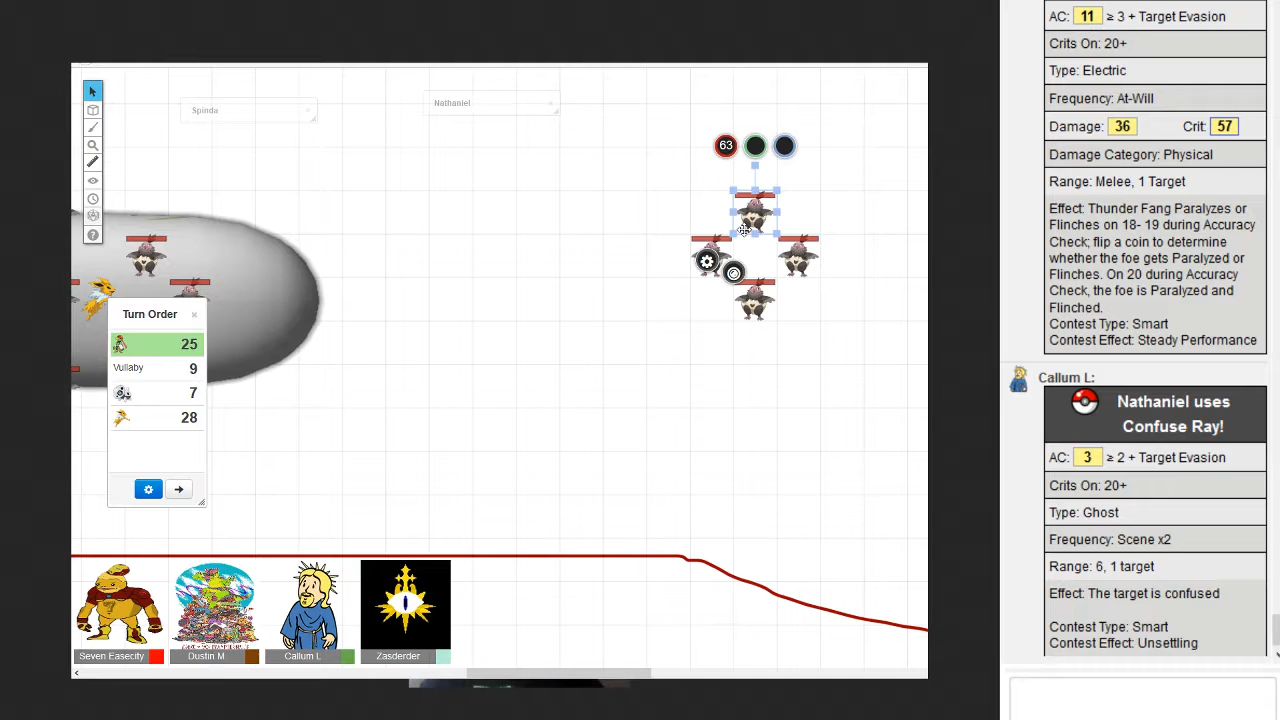 Spinda
Nathaniel
63
Turn Order
25
Vullaby 9
7
28
Seven Easecity
Dustin M
Callum L
Zasderder
AC: 11 ≥ 3 + Target Evasion
Crits On: 20+
Type: Electric
Frequency: At-Will
Damage: 36 Crit: 57
Damage Category: Physical
Range: Melee, 1 Target
Effect: Thunder Fang Paralyzes or
Flinches on 18- 19 during Accuracy
Check; flip a coin to determine
whether the foe gets Paralyzed or
Flinches. On 20 during Accuracy
Check, the foe is Paralyzed and
Flinched.
Contest Type: Smart
Contest Effect: Steady Performance
Callum L:
Nathaniel uses
Confuse Ray!
AC: 3 ≥ 2 + Target Evasion
Crits On: 20+
Type: Ghost
Frequency: Scene x2
Range: 6, 1 target
Effect: The target is confused
Contest Type: Smart
Contest Effect: Unsettling